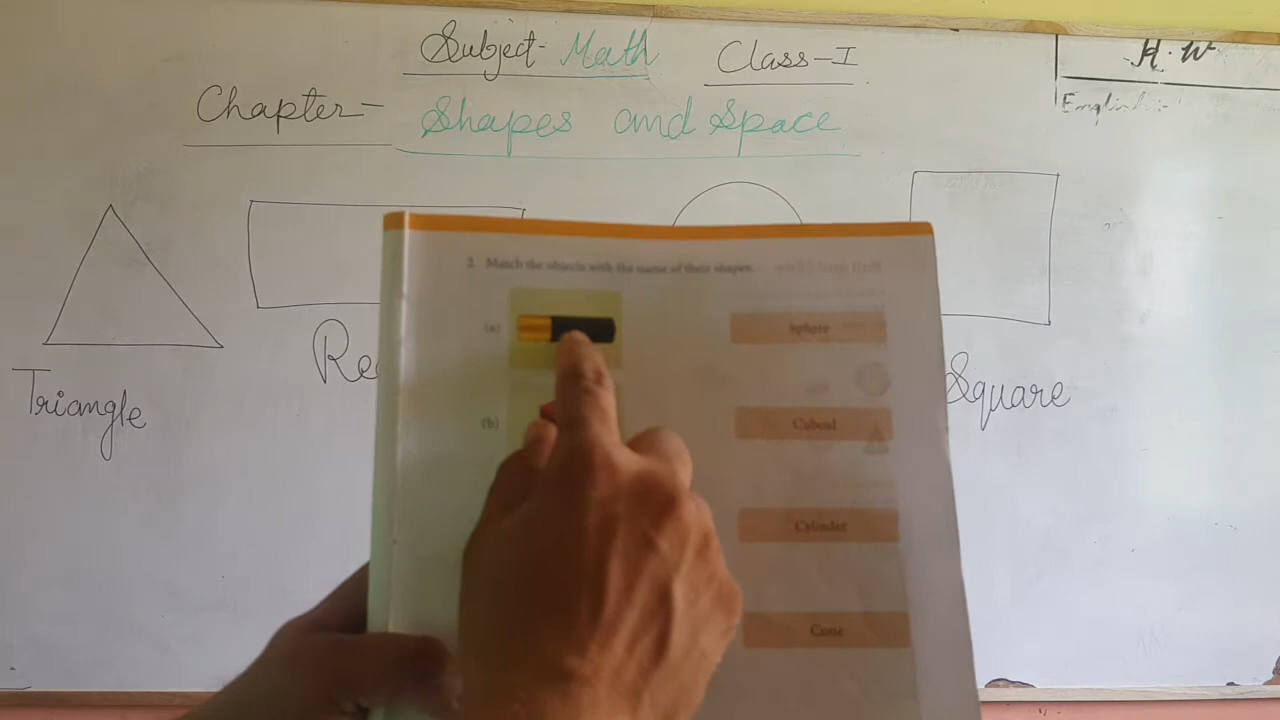 Subject- Math Class-I
Chapter- Shapes and Space
H.W
English:-
Triangle
Re
Square
2. Match the objects with the name of their shapes.
(a)
Sphere
(b)
Cuboid
Cylinder
Cone